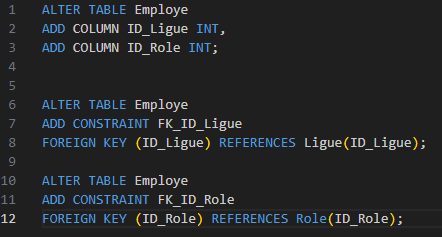 1 ALTER TABLE Employe
2 ADD COLUMN ID_Ligue INT,
3 ADD COLUMN ID_Role INT;
4
5
6 ALTER TABLE Employe
7 ADD CONSTRAINT FK_ID_Ligue
8 FOREIGN KEY (ID_Ligue) REFERENCES Ligue(ID_Ligue);
9
10 ALTER TABLE Employe
11 ADD CONSTRAINT FK_ID_Role
12 FOREIGN KEY (ID_Role) REFERENCES Role(ID_Role);